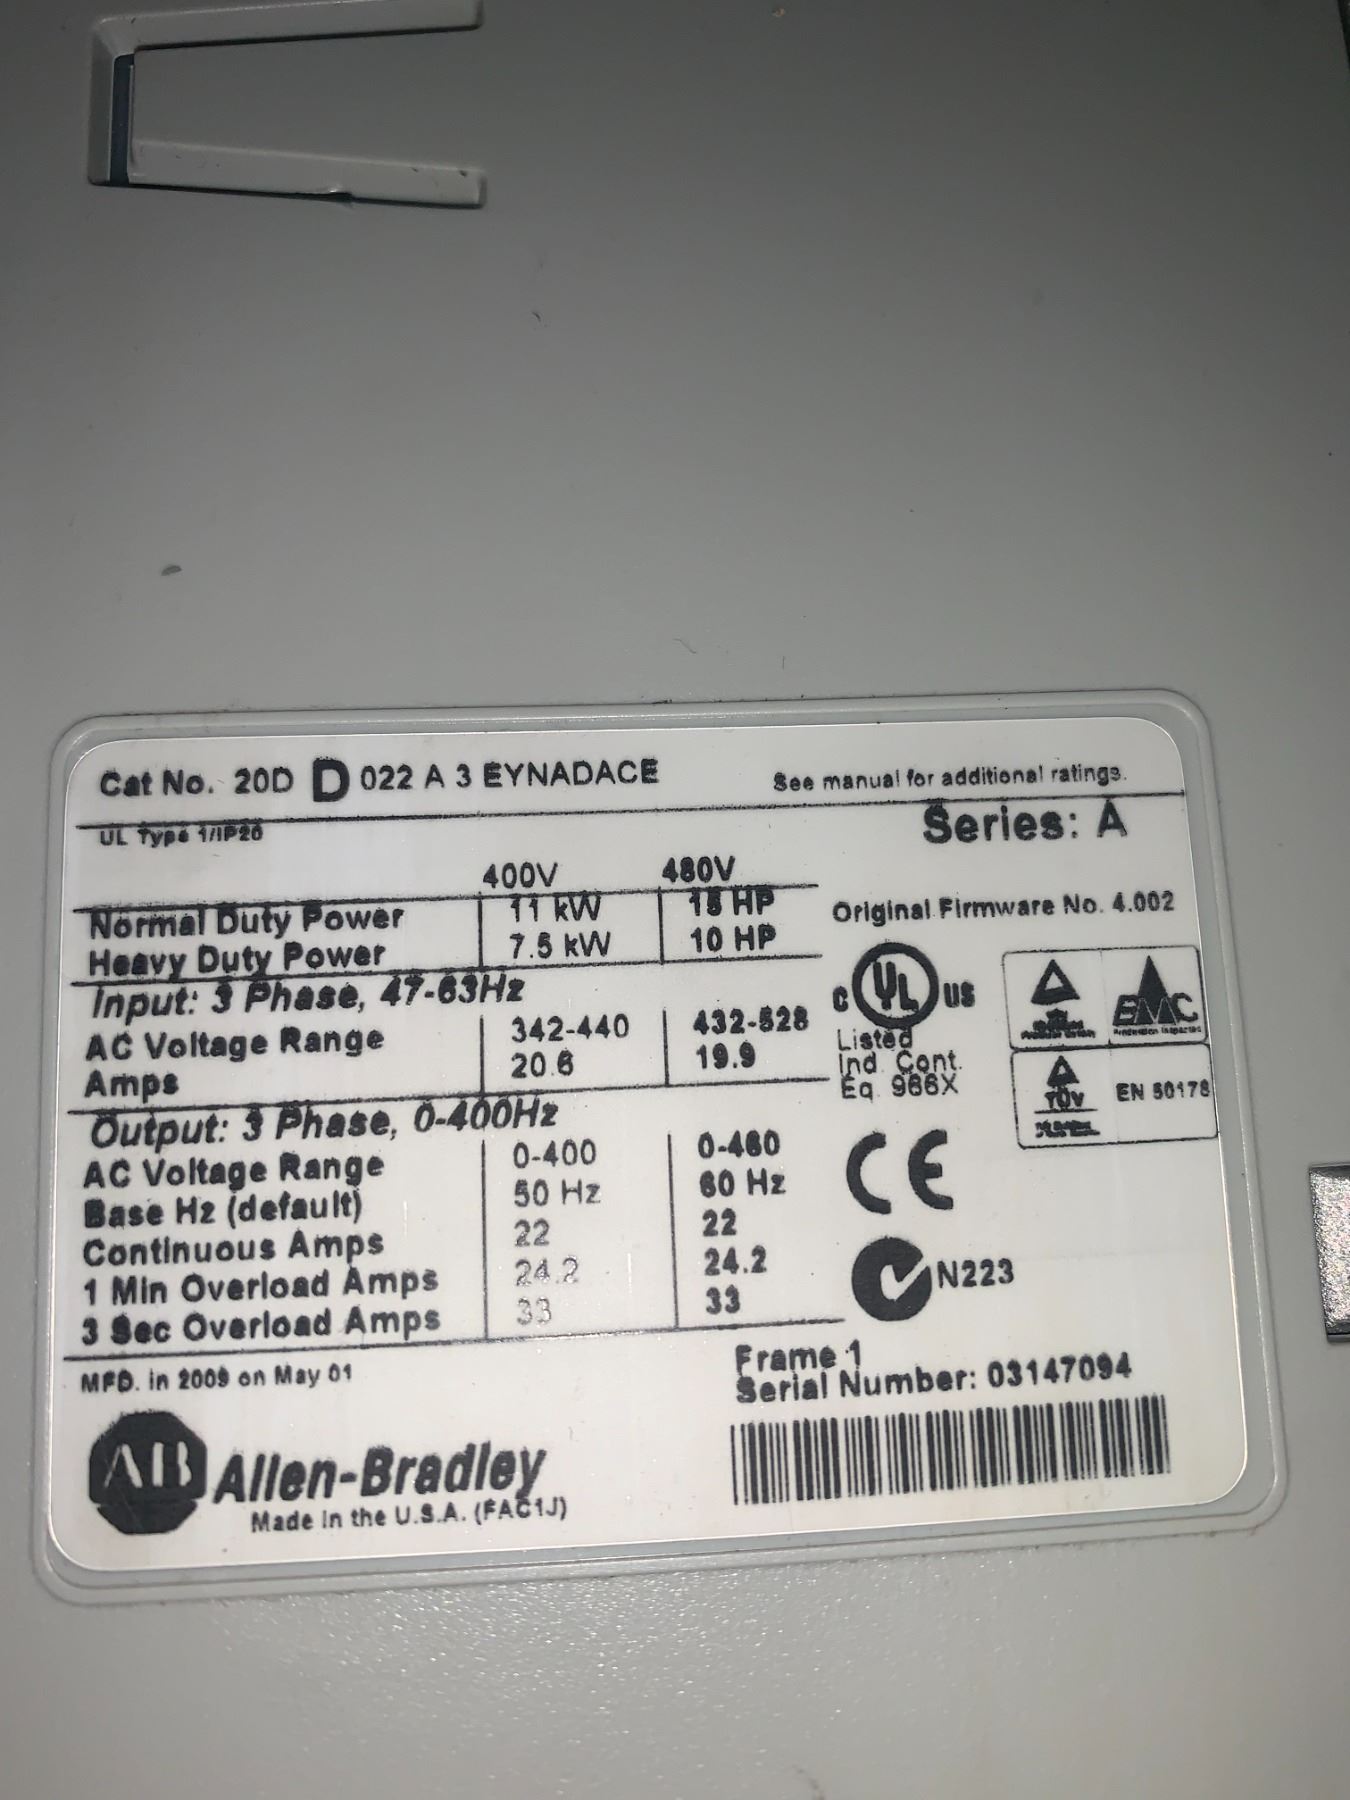 Cat No. 20D D 022 A 3 EYNADACE
See manual for additional ratings.
UL Type 1/IP20
Series: A
400V 480V
Normal Duty Power 11 kW 15 HP
Heavy Duty Power 7.5 kW 10 HP
Original Firmware No. 4.002
Input: 3 Phase, 47-63Hz
AC Voltage Range 342-440 432-528
Amps 20.6 19.9
C UL US
Listed
Ind Cont.
Eq. 966X
EMC
TÜV
EN 50178
Output: 3 Phase, 0-400Hz
AC Voltage Range 0-400 0-460
Base Hz (default) 50 Hz 60 Hz
Continuous Amps 22 22
1 Min Overload Amps 24.2 24.2
3 Sec Overload Amps 33 33
CE
N223
MFD. in 2009 on May 01
Frame 1
Serial Number: 03147094
AB Allen-Bradley
Made in the U.S.A. (FAC1J)